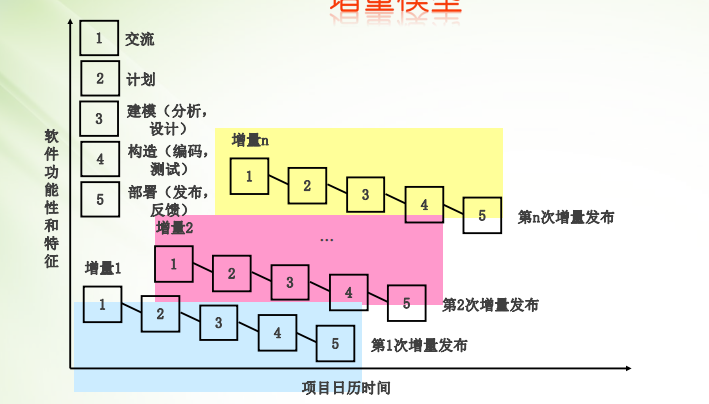 增量模型
1 交流
2 计划
3 建模（分析，
设计）
4 构造（编码，
测试）
5 部署（发布，
反馈）
软件功能性和特征
增量n
1 2 3 4 5 第n次增量发布
增量2
…
1 2 3 4 5 第2次增量发布
增量1
1 2 3 4 5 第1次增量发布
项目日历时间